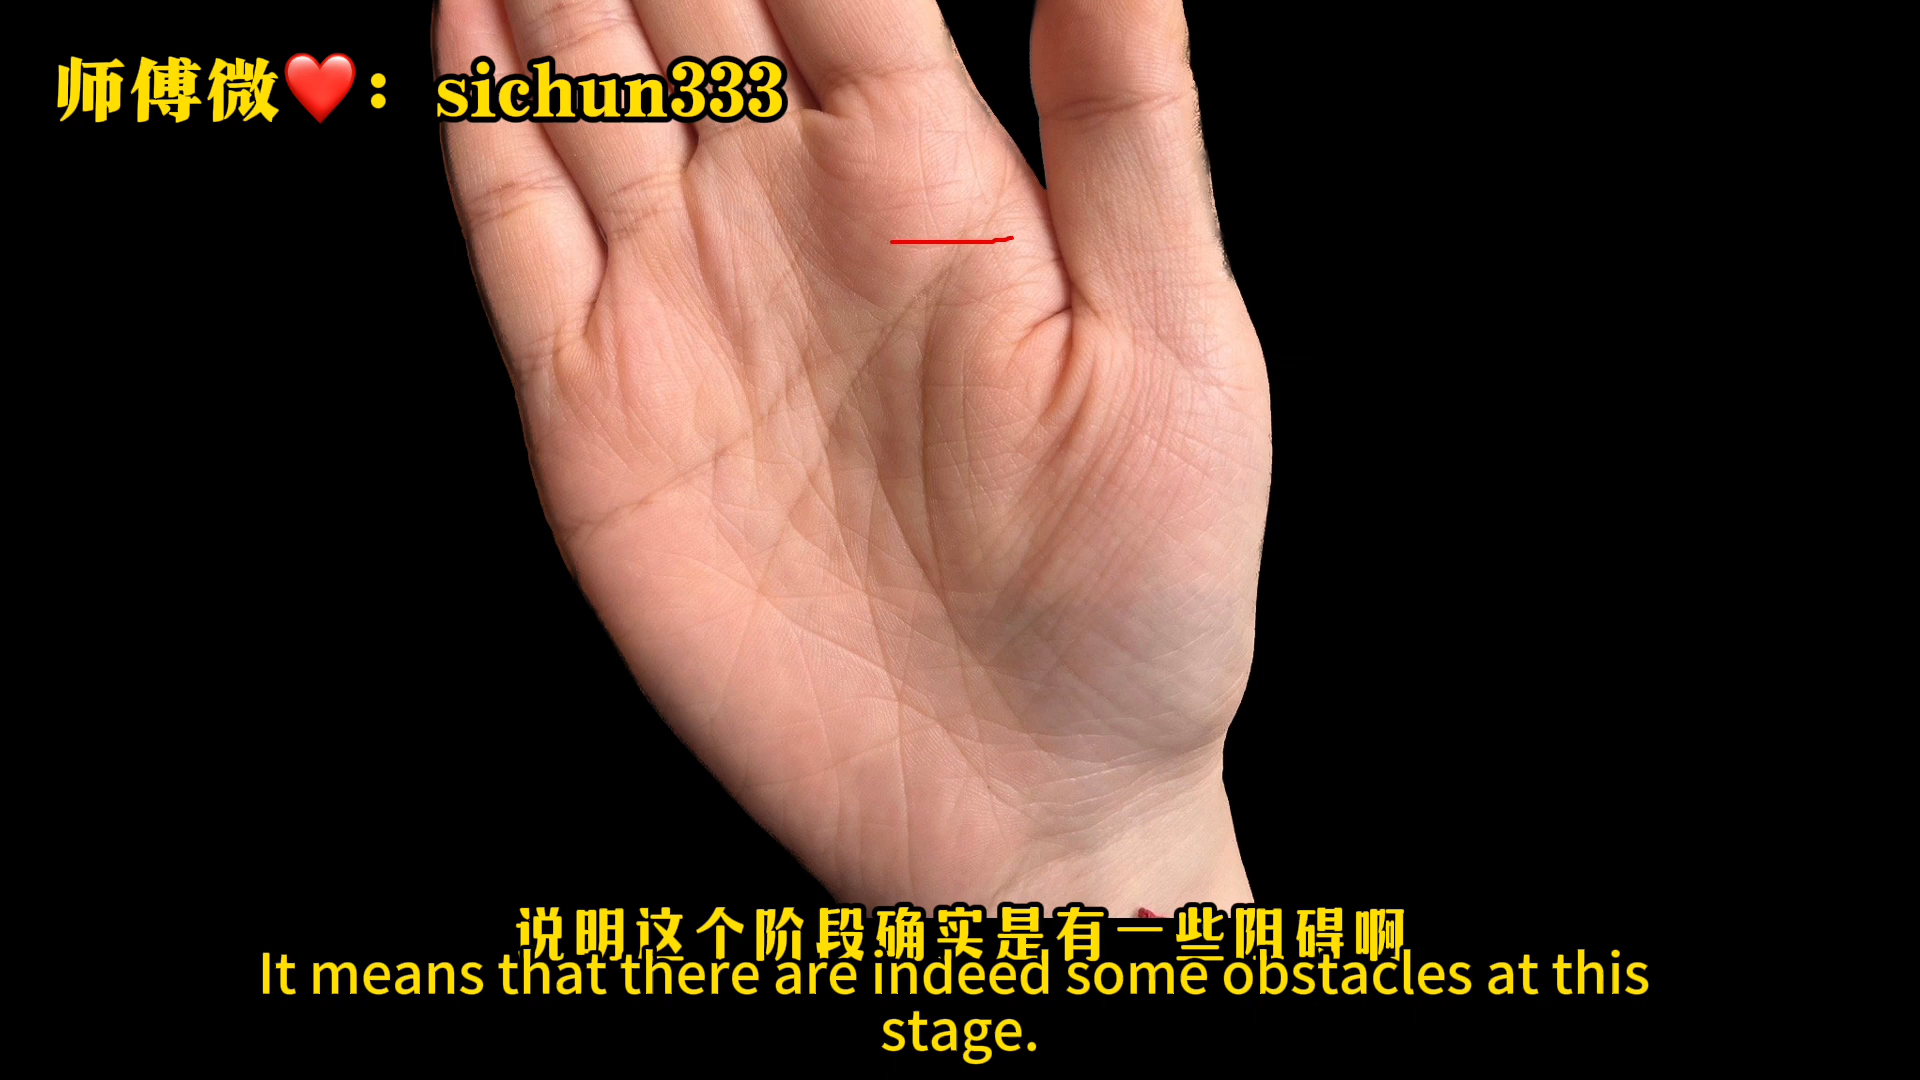 师傅微❤️：sichun333
说明这个阶段确实是有一些阻碍啊
It means that there are indeed some obstacles at this
stage.